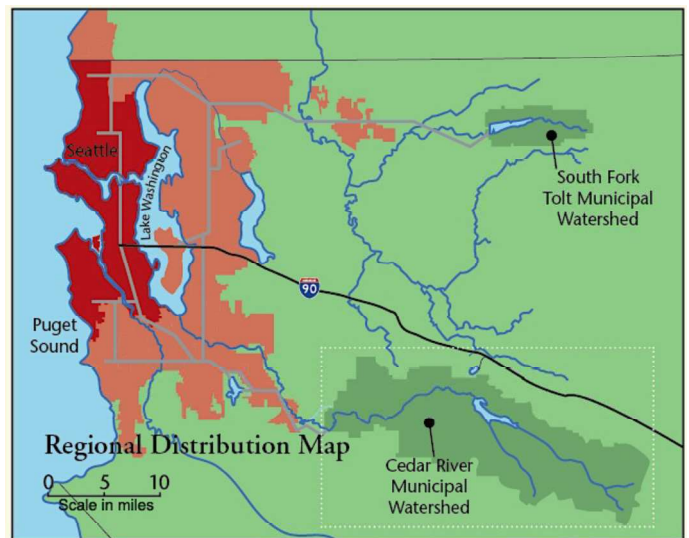 Seattle
Lake Washington
South Fork
Tolt Municipal
Watershed
90
Puget
Sound
Regional Distribution Map
0 5 10
Scale in miles
Cedar River
Municipal
Watershed